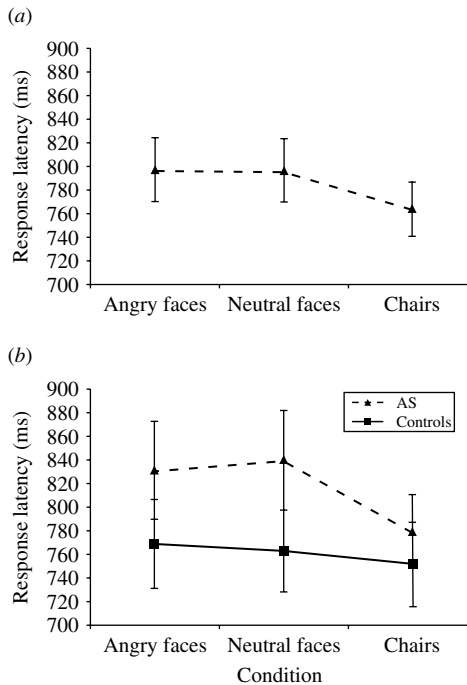 (a)
900
880
860
840
820
800
780
760
740
720
700
Response latency (ms)
Angry faces Neutral faces Chairs
(b)
900
880
860
840
820
800
780
760
740
720
700
Response latency (ms)
AS
Controls
Angry faces Neutral faces Chairs
Condition